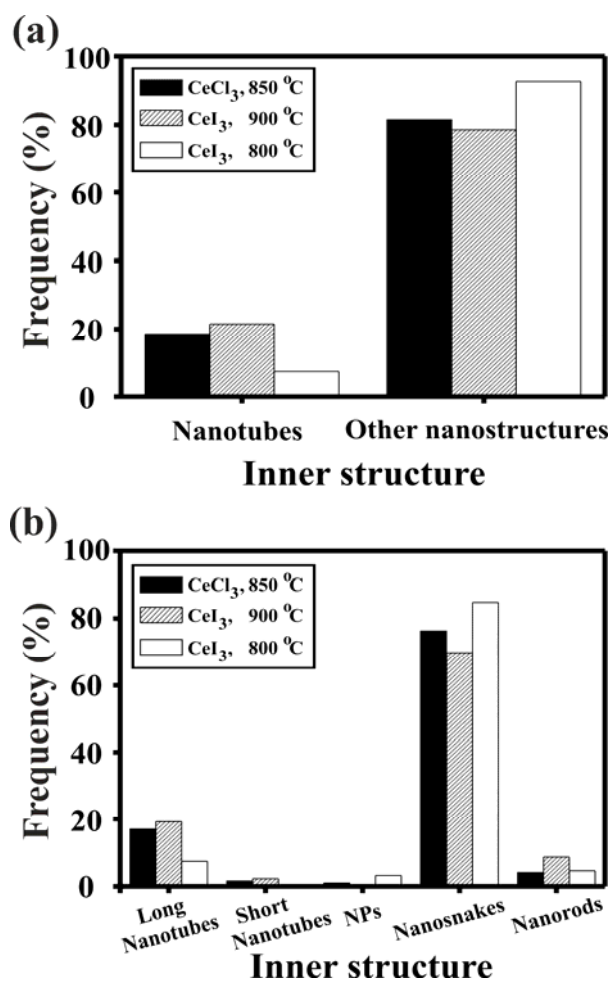 (a)
100
80
60
40
20
0
Frequency (%)
CeCl3, 850 °C
CeI3, 900 °C
CeI3, 800 °C
Nanotubes
Other nanostructures
Inner structure
(b)
100
80
60
40
20
0
Frequency (%)
CeCl3, 850 °C
CeI3, 900 °C
CeI3, 800 °C
Long
Nanotubes
Short
Nanotubes
NPs
Nanosnakes
Nanorods
Inner structure